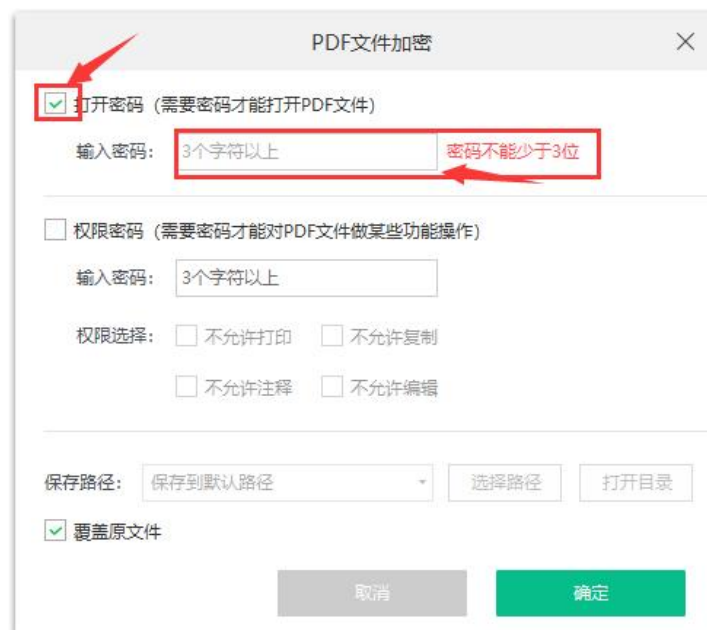 PDF文件加密
打开密码 (需要密码才能打开PDF文件)
输入密码: 3个字符以上 密码不能少于3位
权限密码 (需要密码才能对PDF文件做某些功能操作)
输入密码: 3个字符以上
权限选择: 不允许打印 不允许复制
不允许注释 不允许编辑
保存路径: 保存到默认路径 选择路径 打开目录
覆盖原文件
取消 确定